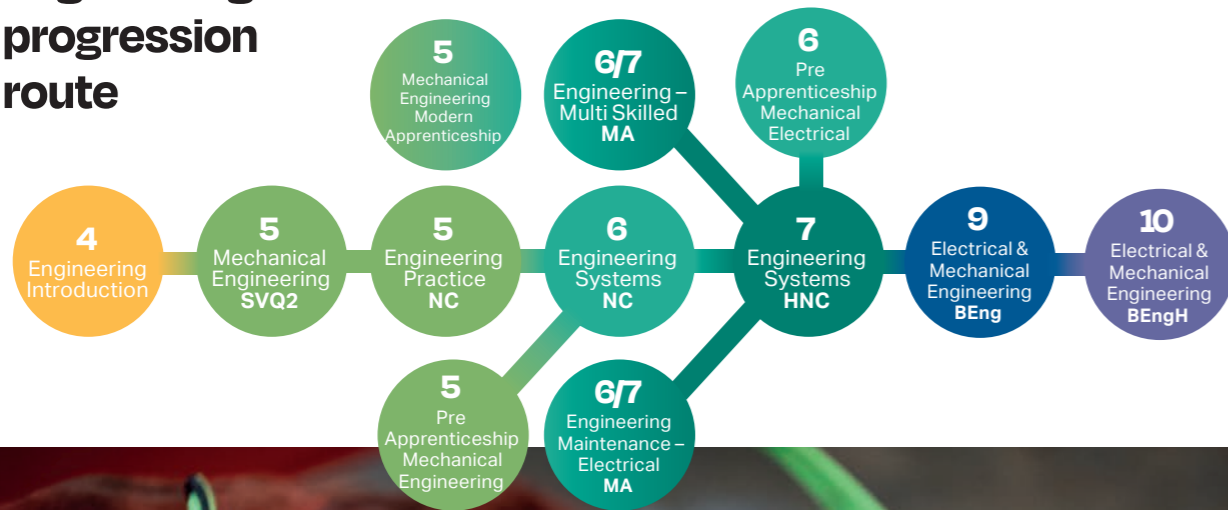 progression
route
5
Mechanical
Engineering
Modern
Apprenticeship
6/7
Engineering –
Multi Skilled
MA
6
Pre
Apprenticeship
Mechanical
Electrical
4
Engineering
Introduction
5
Mechanical
Engineering
SVQ2
5
Engineering
Practice
NC
6
Engineering
Systems
NC
7
Engineering
Systems
HNC
9
Electrical &
Mechanical
Engineering
BEng
10
Electrical &
Mechanical
Engineering
BEngH
5
Pre
Apprenticeship
Mechanical
Engineering
6/7
Engineering
Maintenance –
Electrical
MA